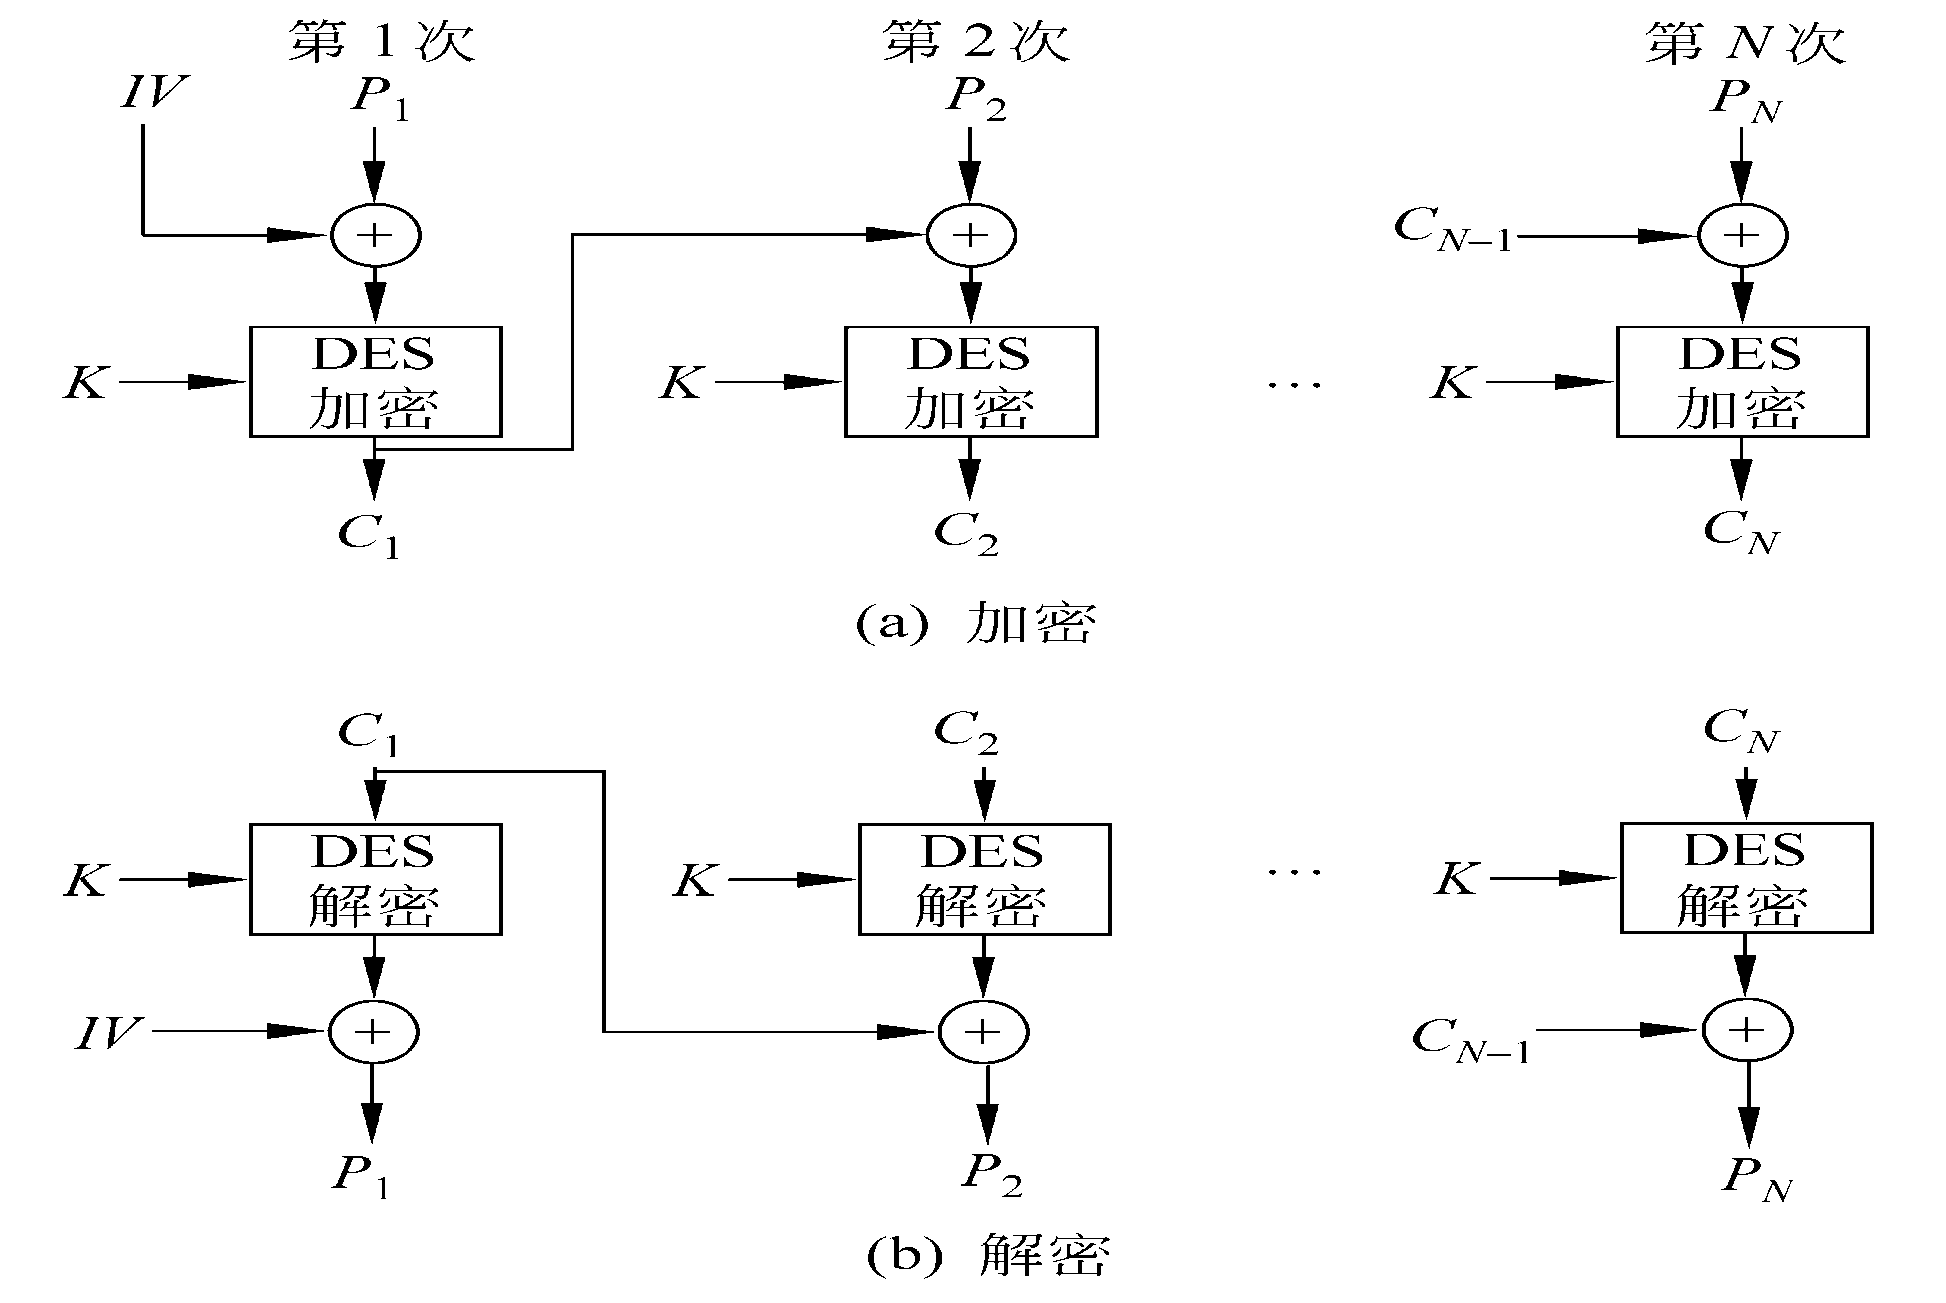 第 1 次 第 2 次 第 N 次
IV P1 P2 PN
+ + CN−1 +
K DES 加密 K DES 加密 … K DES 加密
C1 C2 CN
(a) 加密
C1 C2 CN
K DES 解密 K DES 解密 … K DES 解密
IV + + CN−1 +
P1 P2 PN
(b) 解密